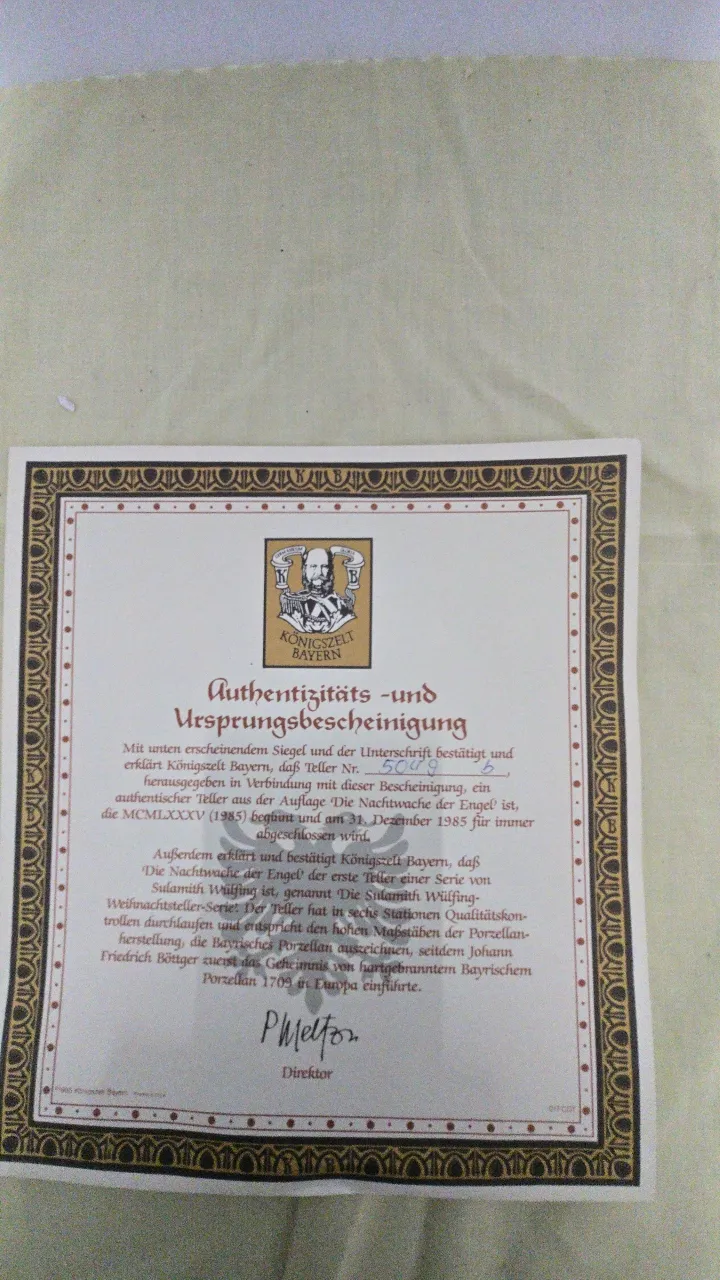 K B
K B
KÖNIGSZELT
BAYERN
Authentizitäts -und
Ursprungsbescheinigung
Mit unten erscheinendem Siegel und der Unterschrift bestätigt und
erklärt Königszelt Bayern, daß Teller Nr. 5049 b,
herausgegeben in Verbindung mit dieser Bescheinigung, ein
authentischer Teller aus der Auflage 'Die Nachtwache der Engel' ist,
die MCMLXXXV (1985) beginnt und am 31. Dezember 1985 für immer
abgeschlossen wird.
Außerdem erklärt und bestätigt Königszelt Bayern, daß
'Die Nachtwache der Engel' der erste Teller einer Serie von
Sulamith Wülfing ist, genannt 'Die Sulamith Wülfing-
Weihnachtsteller-Serie'. Der Teller hat in sechs Stationen Qualitätskon-
trollen durchlaufen und entspricht den hohen Maßstäben der Porzellan-
herstellung, die Bayrisches Porzellan auszeichnen, seitdem Johann
Friedrich Böttger zuerst das Geheimnis von hartgebranntem Bayrischem
Porzellan 1709 in Europa einführte.
PMelton
Direktor
Königszelt Bayern
K B